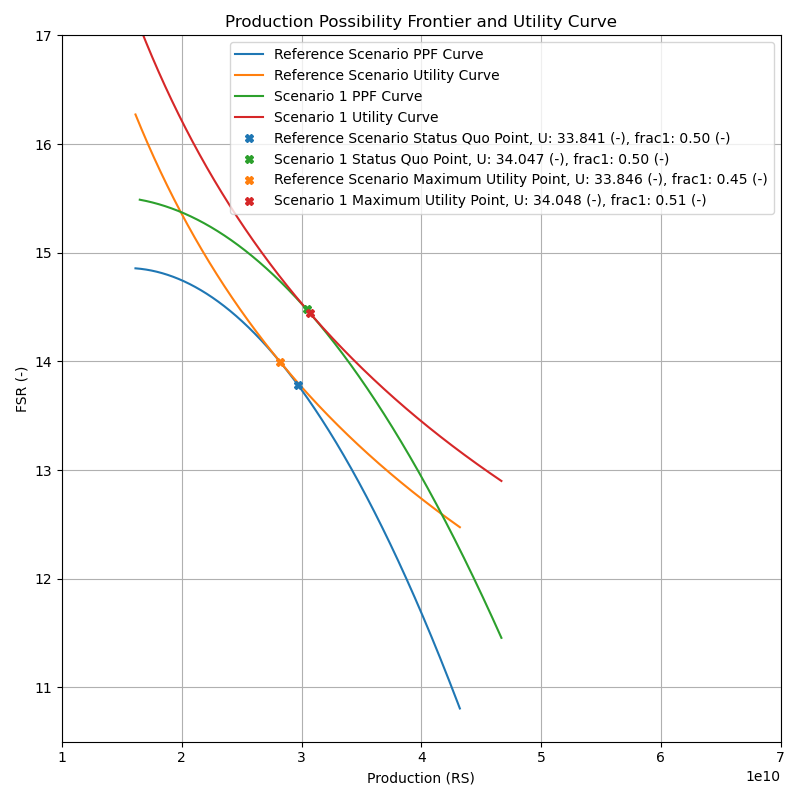 Production Possibility Frontier and Utility Curve
Reference Scenario PPF Curve
Reference Scenario Utility Curve
Scenario 1 PPF Curve
Scenario 1 Utility Curve
Reference Scenario Status Quo Point, U: 33.841 (-), frac1: 0.50 (-)
Scenario 1 Status Quo Point, U: 34.047 (-), frac1: 0.50 (-)
Reference Scenario Maximum Utility Point, U: 33.846 (-), frac1: 0.45 (-)
Scenario 1 Maximum Utility Point, U: 34.048 (-), frac1: 0.51 (-)
17
16
15
14
13
12
11
FSR (-)
1 2 3 4 5 6 7
1e10
Production (RS)